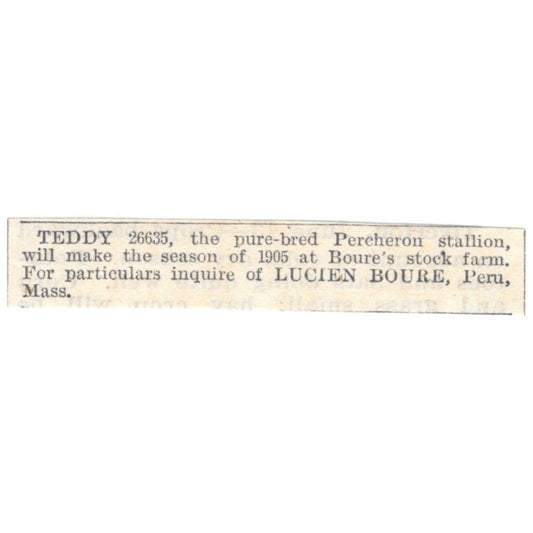 TEDDY 26635, the pure-bred Percheron stallion,
will make the season of 1905 at Boure's stock farm.
For particulars inquire of LUCIEN BOURE, Peru,
Mass.